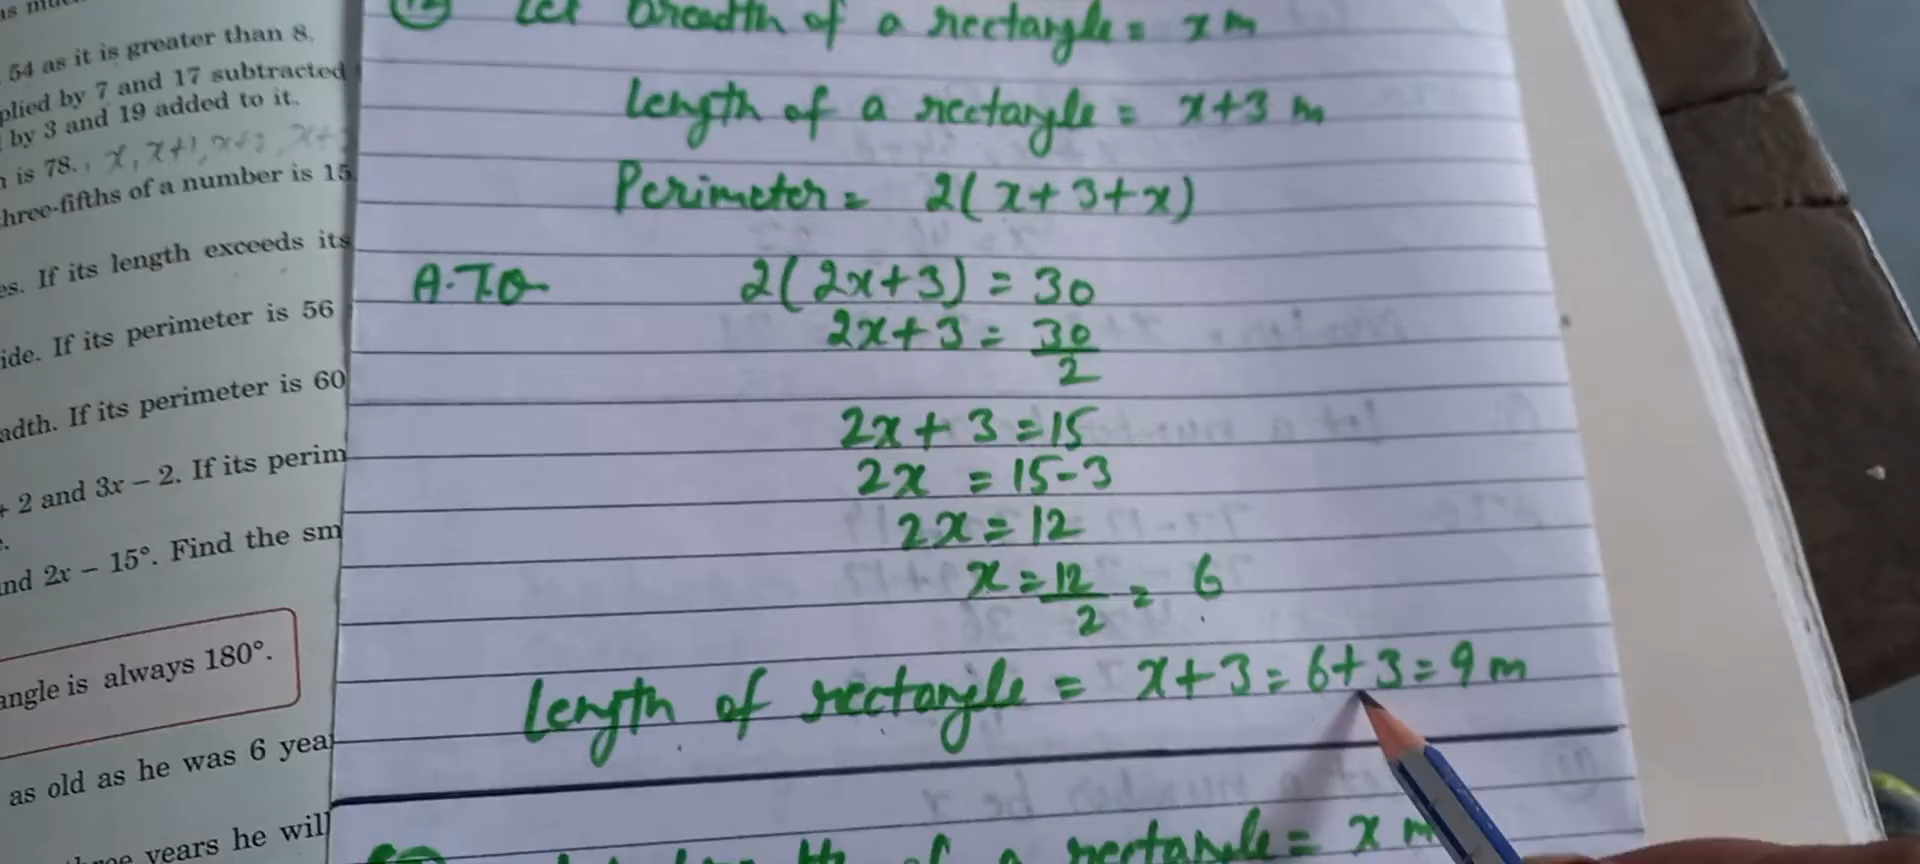 54 as it is greater than 8.
plied by 7 and 17 subtracted
by 3 and 19 added to it.
is 78. x, x+1, x+2, x+
hree-fifths of a number is 15
es. If its length exceeds its
ide. If its perimeter is 56
adth. If its perimeter is 60
+ 2 and 3x – 2. If its perim
nd 2x – 15°. Find the sm
angle is always 180°.
as old as he was 6 yea
years he will
Let breadth of a rectangle = x m
Length of a rectangle = x+3 m
Perimeter = 2(x+3+x)
A.T.Q 2(2x+3) = 30
2x+3 = 30/2
2x+3 = 15
2x = 15-3
2x = 12
x = 12/2 = 6
Length of rectangle = x+3 = 6+3 = 9 m
of a rectangle = x m